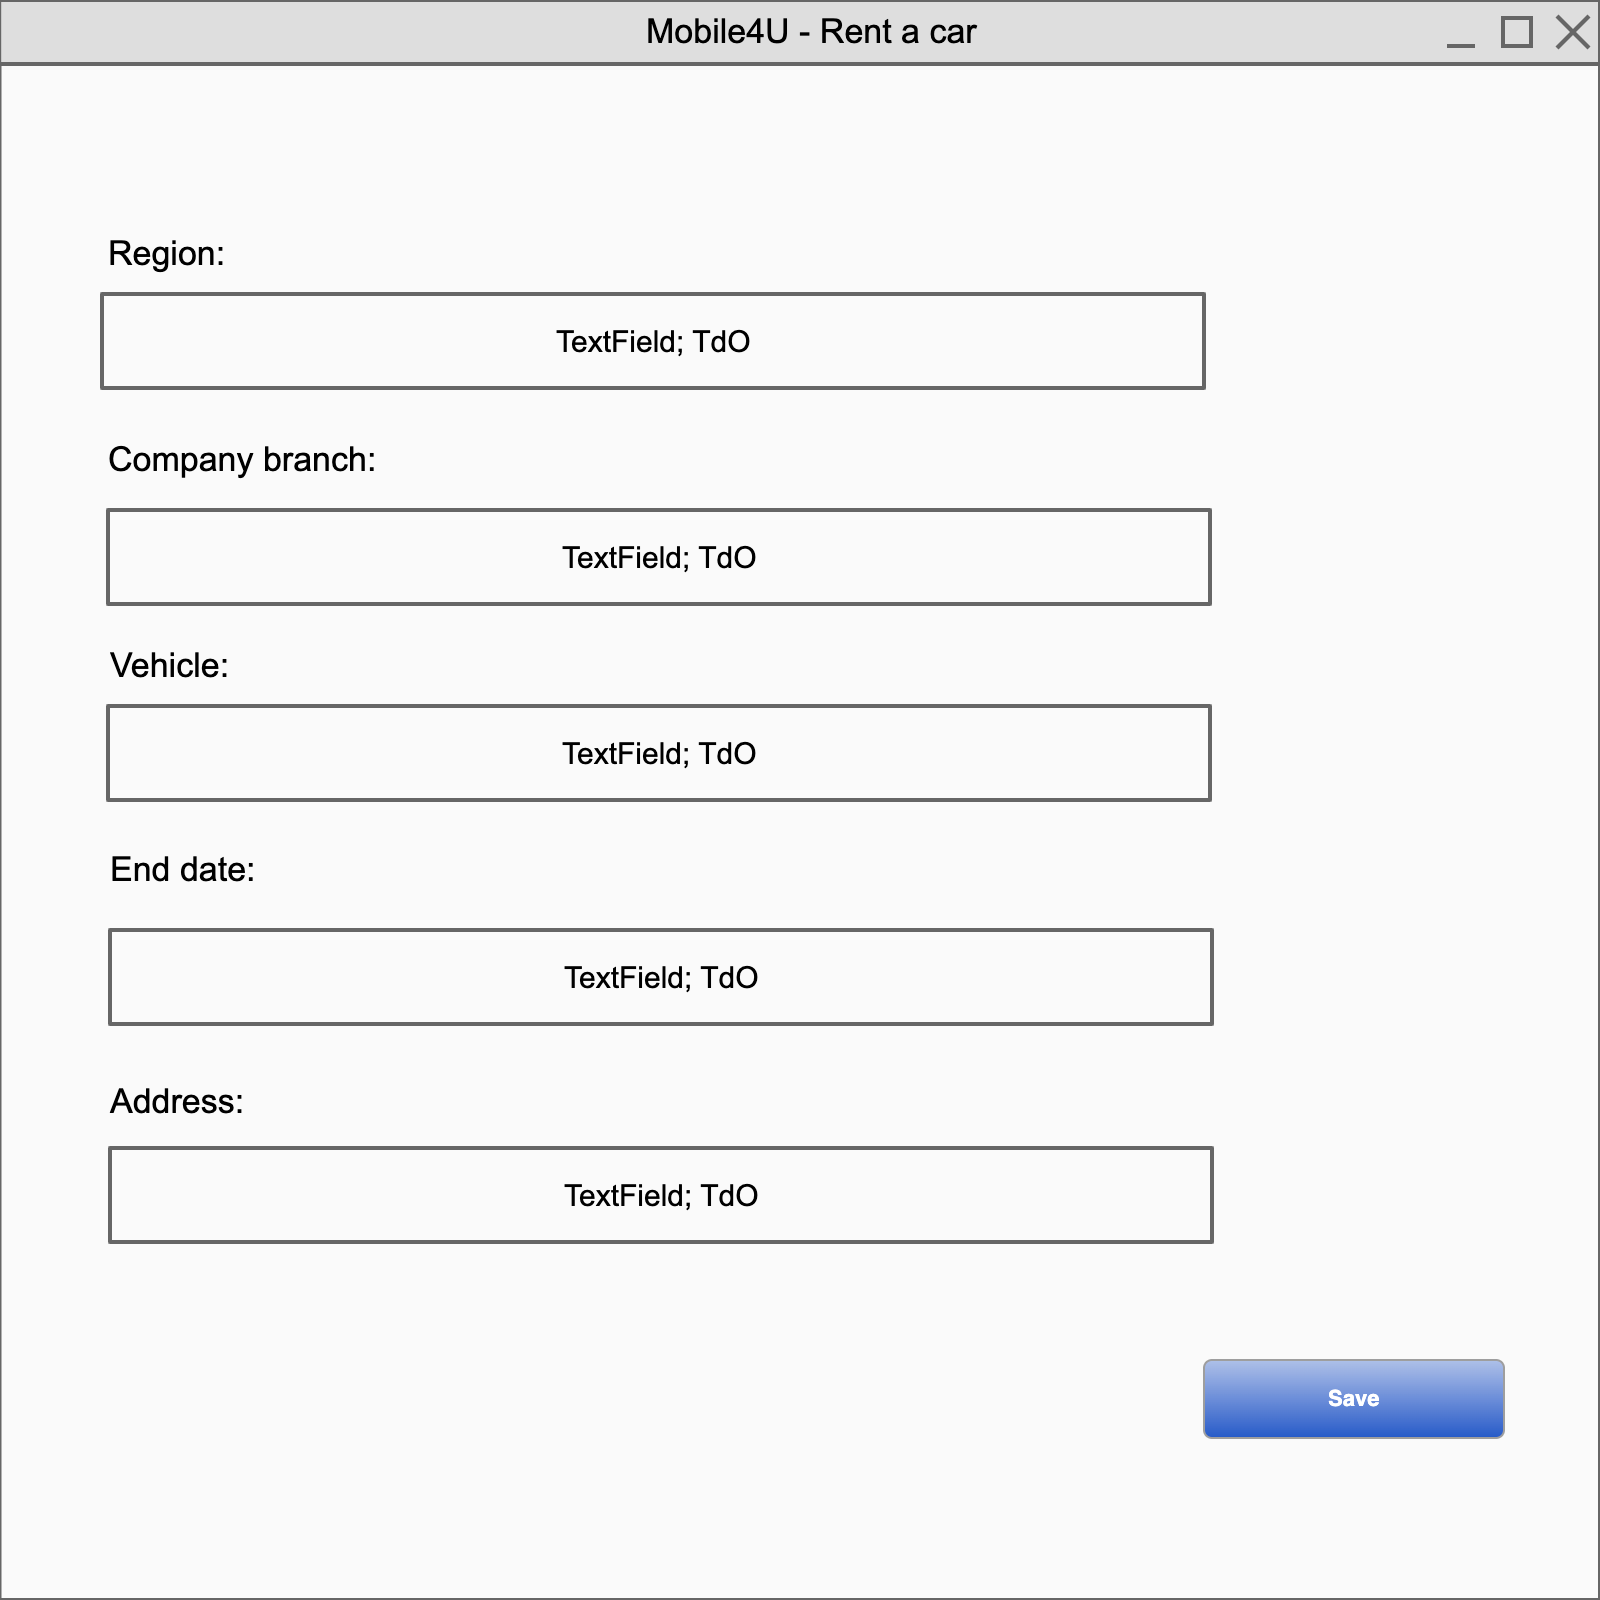 Mobile4U - Rent a car
Region:
TextField; TdO
Company branch:
TextField; TdO
Vehicle:
TextField; TdO
End date:
TextField; TdO
Address:
TextField; TdO
Save